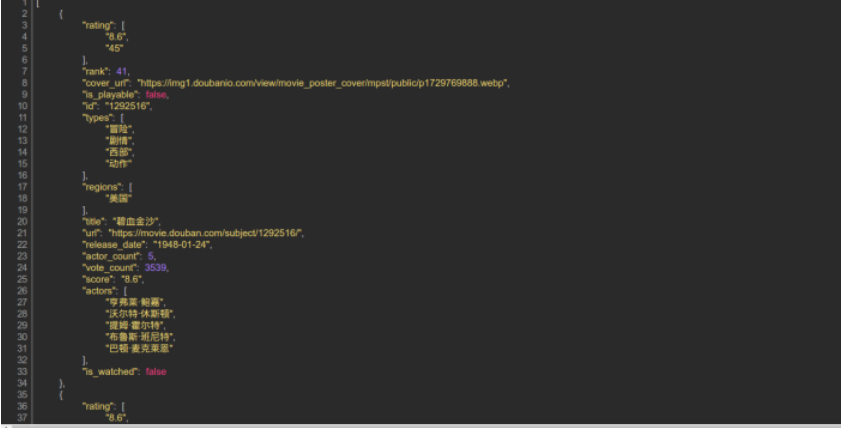 1 [
2 {
3 "rating": [
4 "8.6",
5 "45"
6 ],
7 "rank": 41,
8 "cover_url": "https://img1.doubanio.com/view/movie_poster_cover/mpst/public/p1729769888.webp",
9 "is_playable": false,
10 "id": "1292516",
11 "types": [
12 "冒险",
13 "剧情",
14 "西部",
15 "动作"
16 ],
17 "regions": [
18 "美国"
19 ],
20 "title": "碧血金沙",
21 "url": "https://movie.douban.com/subject/1292516/",
22 "release_date": "1948-01-24",
23 "actor_count": 5,
24 "vote_count": 3539,
25 "score": "8.6",
26 "actors": [
27 "亨弗莱·鲍嘉",
28 "沃尔特·休斯顿",
29 "提姆·霍尔特",
30 "布鲁斯·班尼特",
31 "巴顿·麦克莱恩"
32 ],
33 "is_watched": false
34 },
35 {
36 "rating": [
37 "8.6",